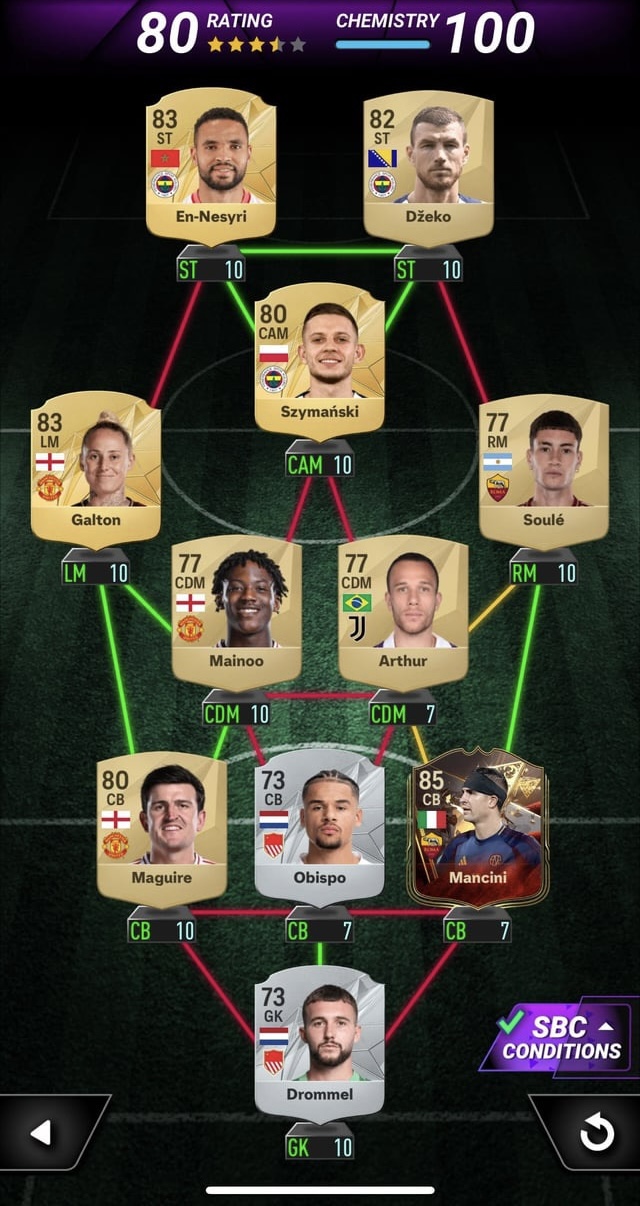 80 RATING CHEMISTRY 100
83 82
ST ST
En-Nesyri Džeko
ST 10 ST 10
80
CAM
Szymański
CAM 10
83 77
LM RM
ROMA
Galton Soulé
LM 10 RM 10
77 77
CDM CDM
Mainoo Arthur
CDM 10 CDM 7
80 73 85
CB CB CB
ROMA
Maguire Obispo Mancini
CB 10 CB 7 CB 7
73
GK
Drommel
GK 10
SBC
CONDITIONS